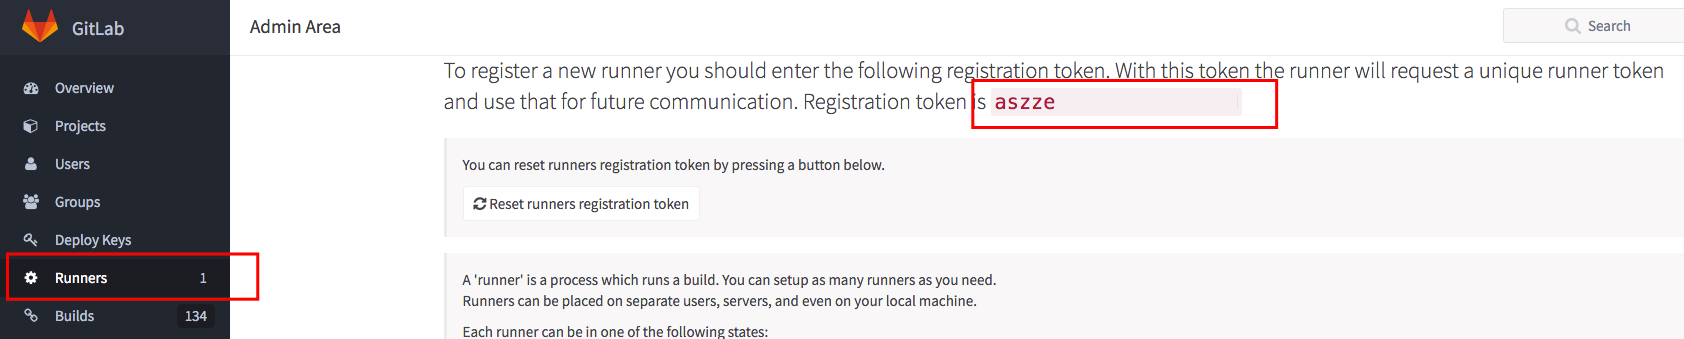 GitLab
Admin Area
Search
Overview
Projects
Users
Groups
Deploy Keys
Runners 1
Builds 134
To register a new runner you should enter the following registration token. With this token the runner will request a unique runner token
and use that for future communication. Registration token is aszze
You can reset runners registration token by pressing a button below.
Reset runners registration token
A 'runner' is a process which runs a build. You can setup as many runners as you need.
Runners can be placed on separate users, servers, and even on your local machine.
Each runner can be in one of the following states: